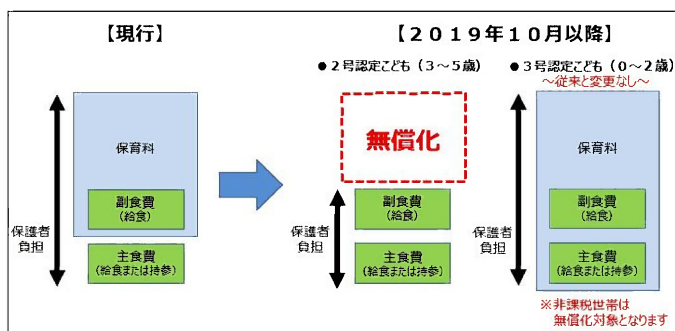 【現行】
保育料
副食費
(給食)
主食費
(給食または持参)
保護者
負担
【2019年10月以降】
●2号認定こども(3~5歳)
無償化
副食費
(給食)
主食費
(給食または持参)
保護者
負担
●3号認定こども(0~2歳)
~従来と変更なし~
保育料
副食費
(給食)
主食費
(給食または持参)
保護者
負担
※非課税世帯は
無償化対象となります